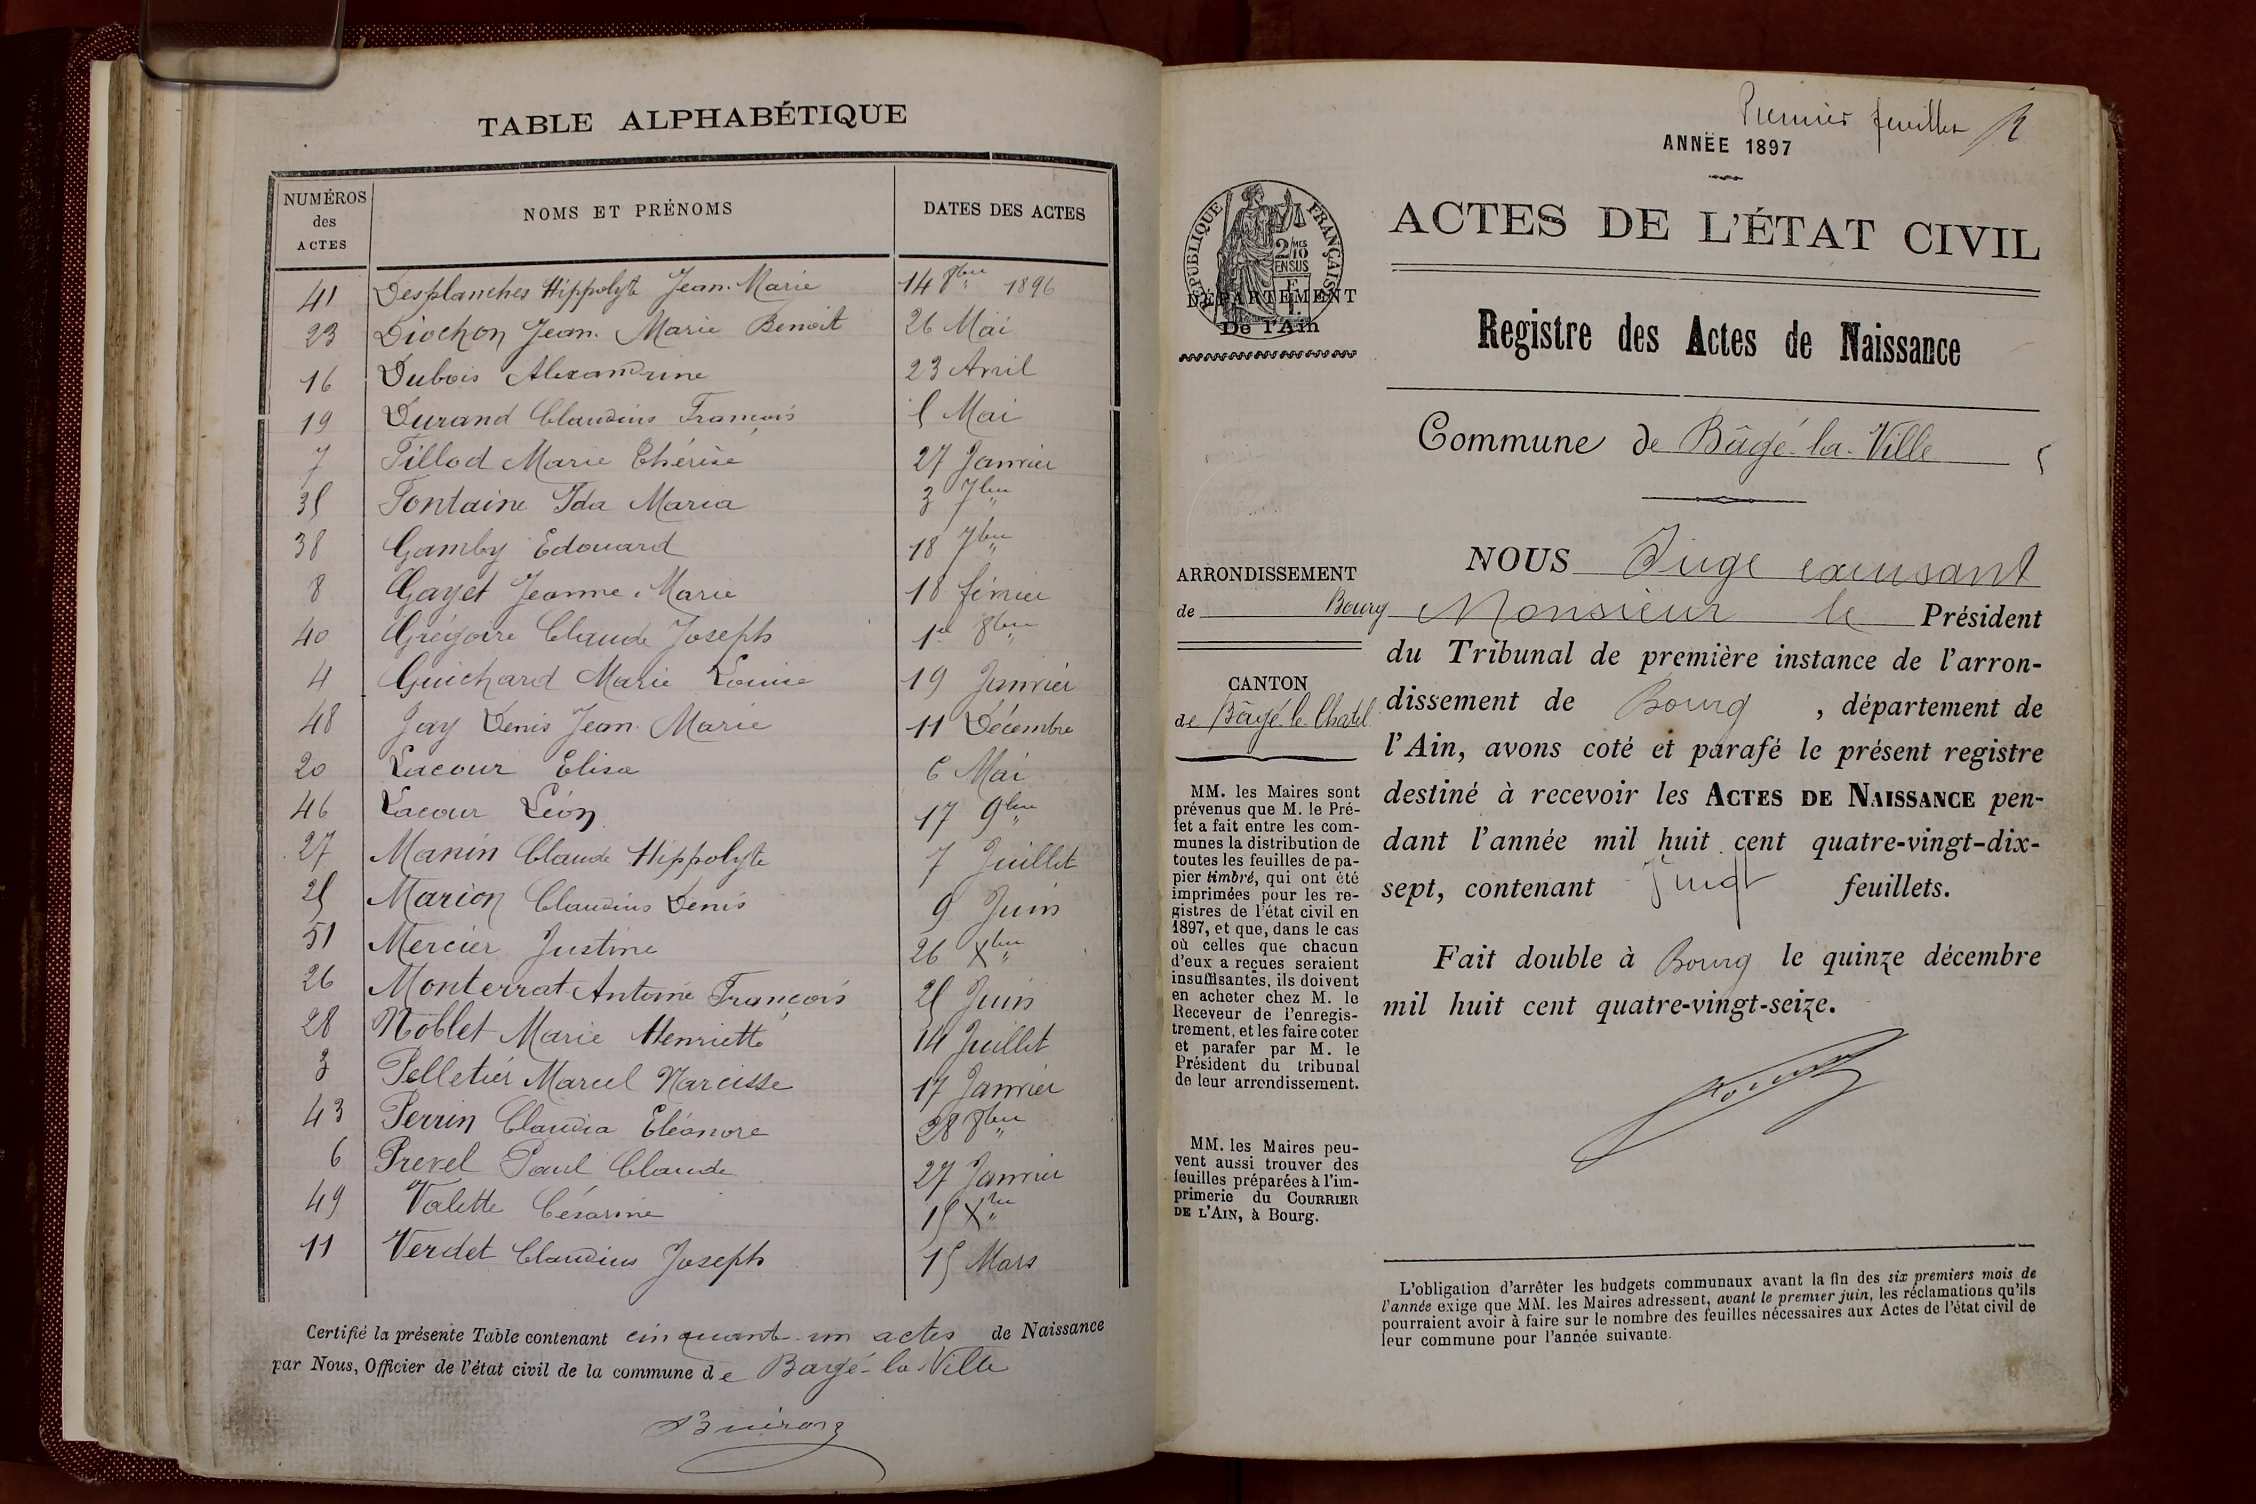 TABLE ALPHABÉTIQUE
NUMÉROS des ACTES NOMS ET PRÉNOMS DATES DES ACTES
41 Desplanches Hippolyte Jean-Marie 14 8bre 1896
23 Diochon Jean-Marie Benoit 26 Mai
16 Dubois Alexandrine 23 Avril
19 Durand Claudius François 5 Mai
7 Fillod Marie Thérèse 27 Janvier
35 Fontaine Ida Maria 3 7bre
38 Gamby Edouard 18 7bre
8 Gayet Jeanne-Marie 18 février
40 Grégoire Claude Joseph 1er 8bre
4 Guichard Marie Louise 19 Janvier
48 Jay Denis Jean-Marie 11 Décembre
20 Lacour Elisa 6 Mai
46 Lacour Léon 17 9bre
27 Manin Claude Hippolyte 7 Juillet
25 Marion Claudius Denis 9 Juin
51 Mercier Justine 26 Xbre
26 Monterrat Antoine François 25 Juin
28 Noblet Marie Henriette 14 Juillet
3 Pelletier Marcel Narcisse 17 Janvier
43 Perrin Claudia Eléonore 28 8bre
6 Prevel Paul Claude 27 Janvier
49 Valette Césarine 15 Xbre
11 Verdet Claudius Joseph 15 Mars
Certifié la présente Table contenant cinquante-un actes de Naissance
par Nous, Officier de l'état civil de la commune de Bagé-la-Ville
Premier feuillet
ANNÉE 1897
RÉPUBLIQUE FRANÇAISE
2/10 MES
EN SUS
DÉPARTEMENT
De l'Ain
ACTES DE L'ÉTAT CIVIL
Registre des Actes de Naissance
Commune de Bâgé-la-Ville
ARRONDISSEMENT
de Bourg
CANTON
de Bâgé-le-Chatel
MM. les Maires sont
prévenus que M. le Pré-
fet a fait entre les com-
munes la distribution de
toutes les feuilles de pa-
pier timbré, qui ont été
imprimées pour les re-
gistres de l'état civil en
1897, et que, dans le cas
où celles que chacun
d'eux a reçues seraient
insuffisantes, ils doivent
en acheter chez M. le
Receveur de l'enregis-
trement, et les faire coter
et parafer par M. le
Président du tribunal
de leur arrondissement.
MM. les Maires peu-
vent aussi trouver des
feuilles préparées à l'im-
primerie du COURRIER
DE L'AIN, à Bourg.
NOUS Juge excusant
Monsieur le Président
du Tribunal de première instance de l'arron-
dissement de Bourg, département de
l'Ain, avons coté et parafé le présent registre
destiné à recevoir les ACTES DE NAISSANCE pen-
dant l'année mil huit cent quatre-vingt-dix-
sept, contenant vingt feuillets.
Fait double à Bourg le quinze décembre
mil huit cent quatre-vingt-seize.
L'obligation d'arrêter les budgets communaux avant la fin des six premiers mois de
l'année exige que MM. les Maires adressent, avant le premier juin, les réclamations qu'ils
pourraient avoir à faire sur le nombre des feuilles nécessaires aux Actes de l'état civil de
leur commune pour l'année suivante.